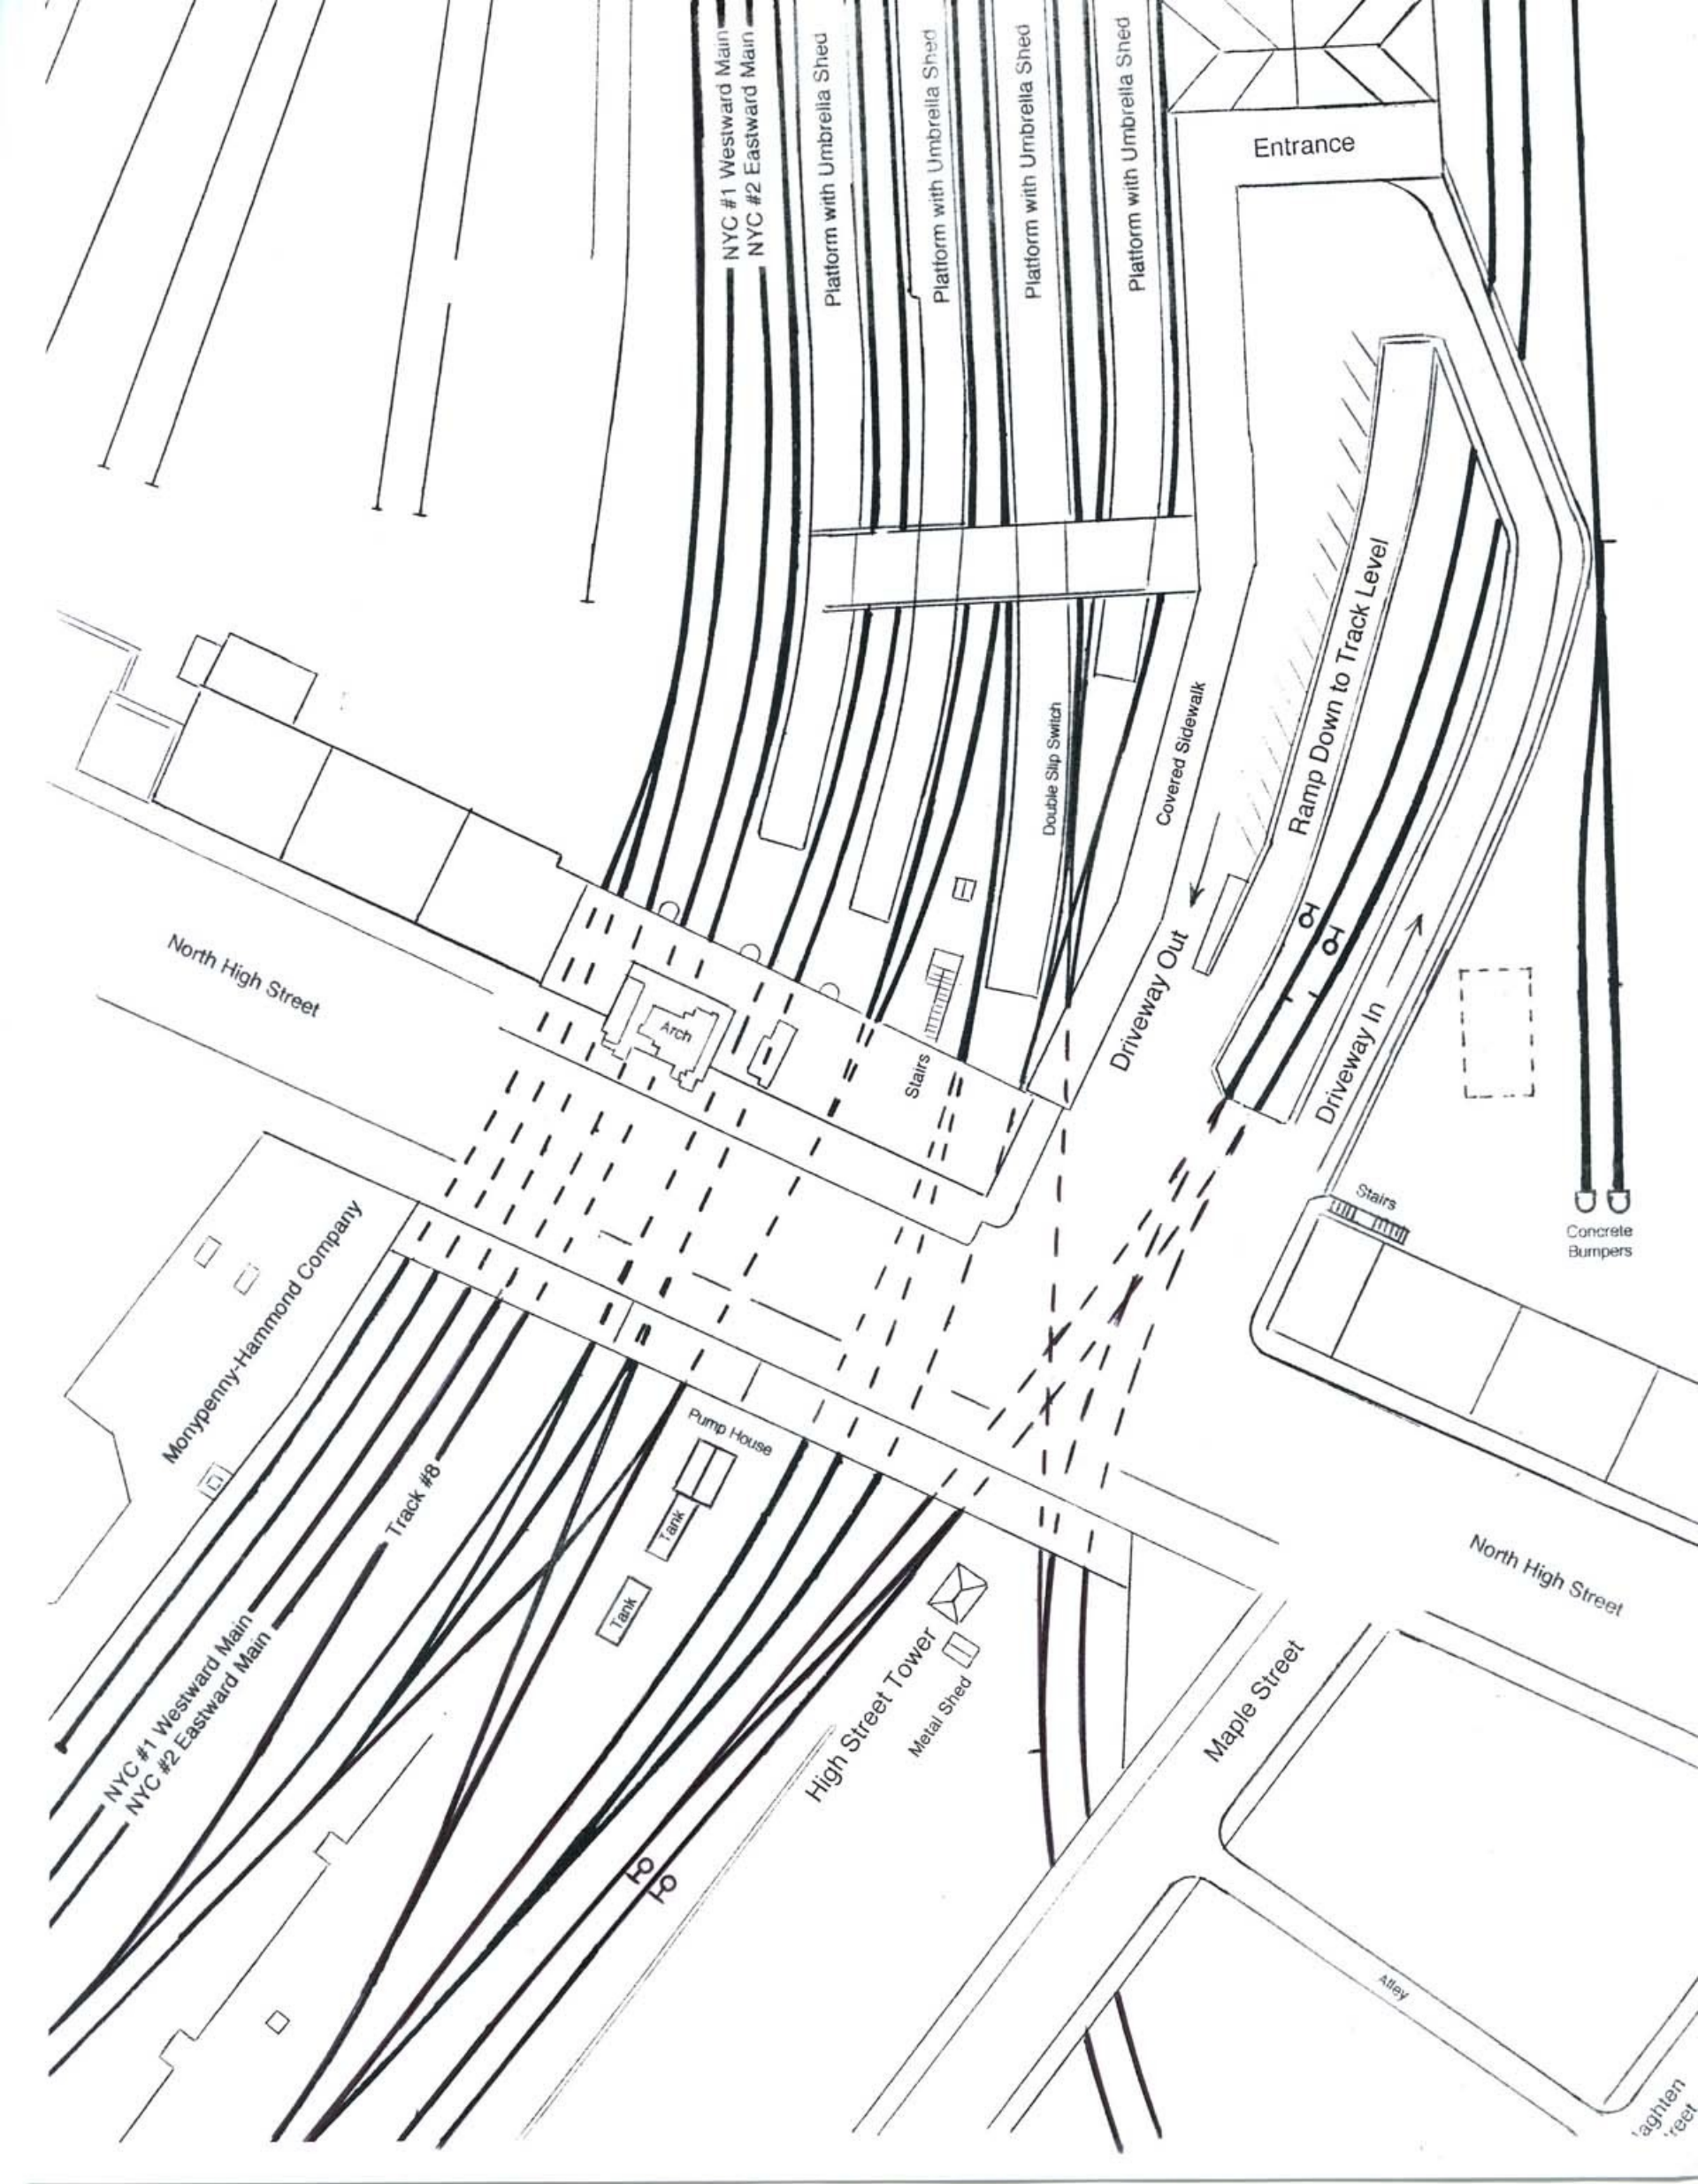 NYC #1 Westward Main
NYC #2 Eastward Main
Platform with Umbrella Shed
Platform with Umbrella Shed
Platform with Umbrella Shed
Platform with Umbrella Shed
Entrance
Ramp Down to Track Level
Double Slip Switch
Covered Sidewalk
North High Street
Arch
Driveway Out
Stairs
Driveway In
Stairs
Concrete
Bumpers
Monypenny-Hammond Company
Track #8
Pump House
Tank
Tank
North High Street
NYC #1 Westward Main
NYC #2 Eastward Main
High Street Tower
Metal Shed
Maple Street
Alley
aghten
reet